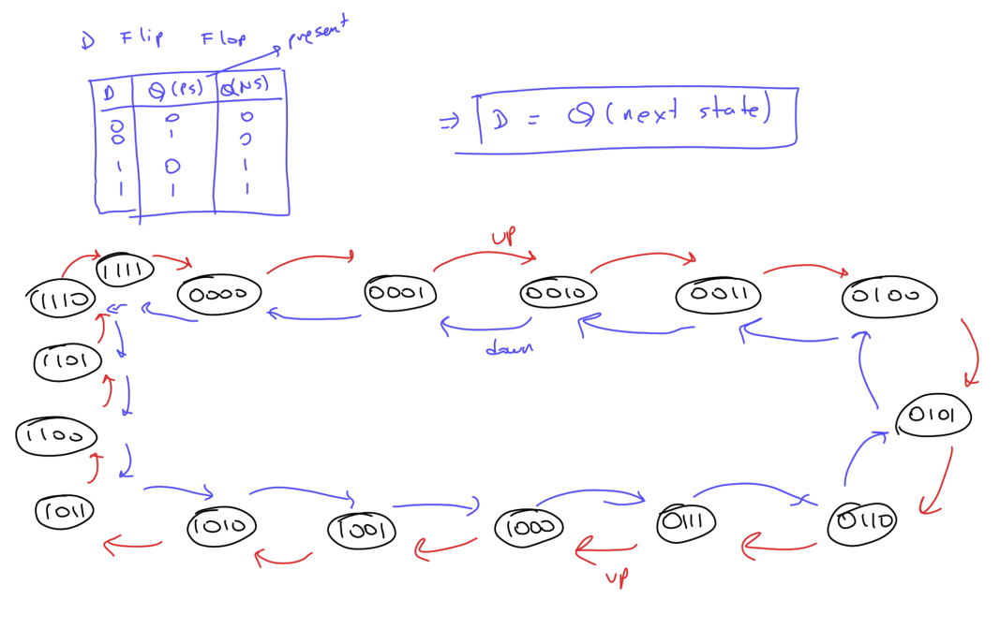 D Flip Flop present
D Q(PS) Q(NS)
0 0 0
0 1 0
1 0 1
1 1 1
⇒ D = Q (next state)
up
1111
1110 0000 0001 0010 0011 0100
down
1101
0101
1100
1011 1010 1001 1000 0111 0110
up